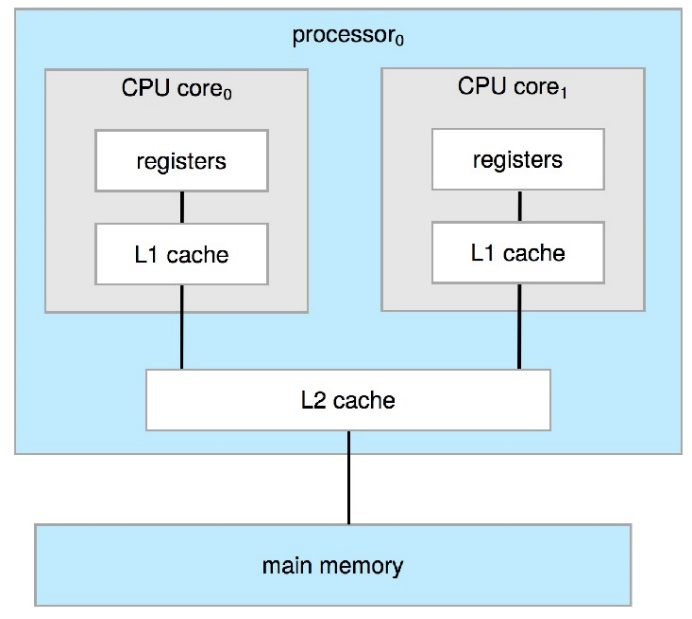 processor₀
CPU core₀
CPU core₁
registers
registers
L1 cache
L1 cache
L2 cache
main memory